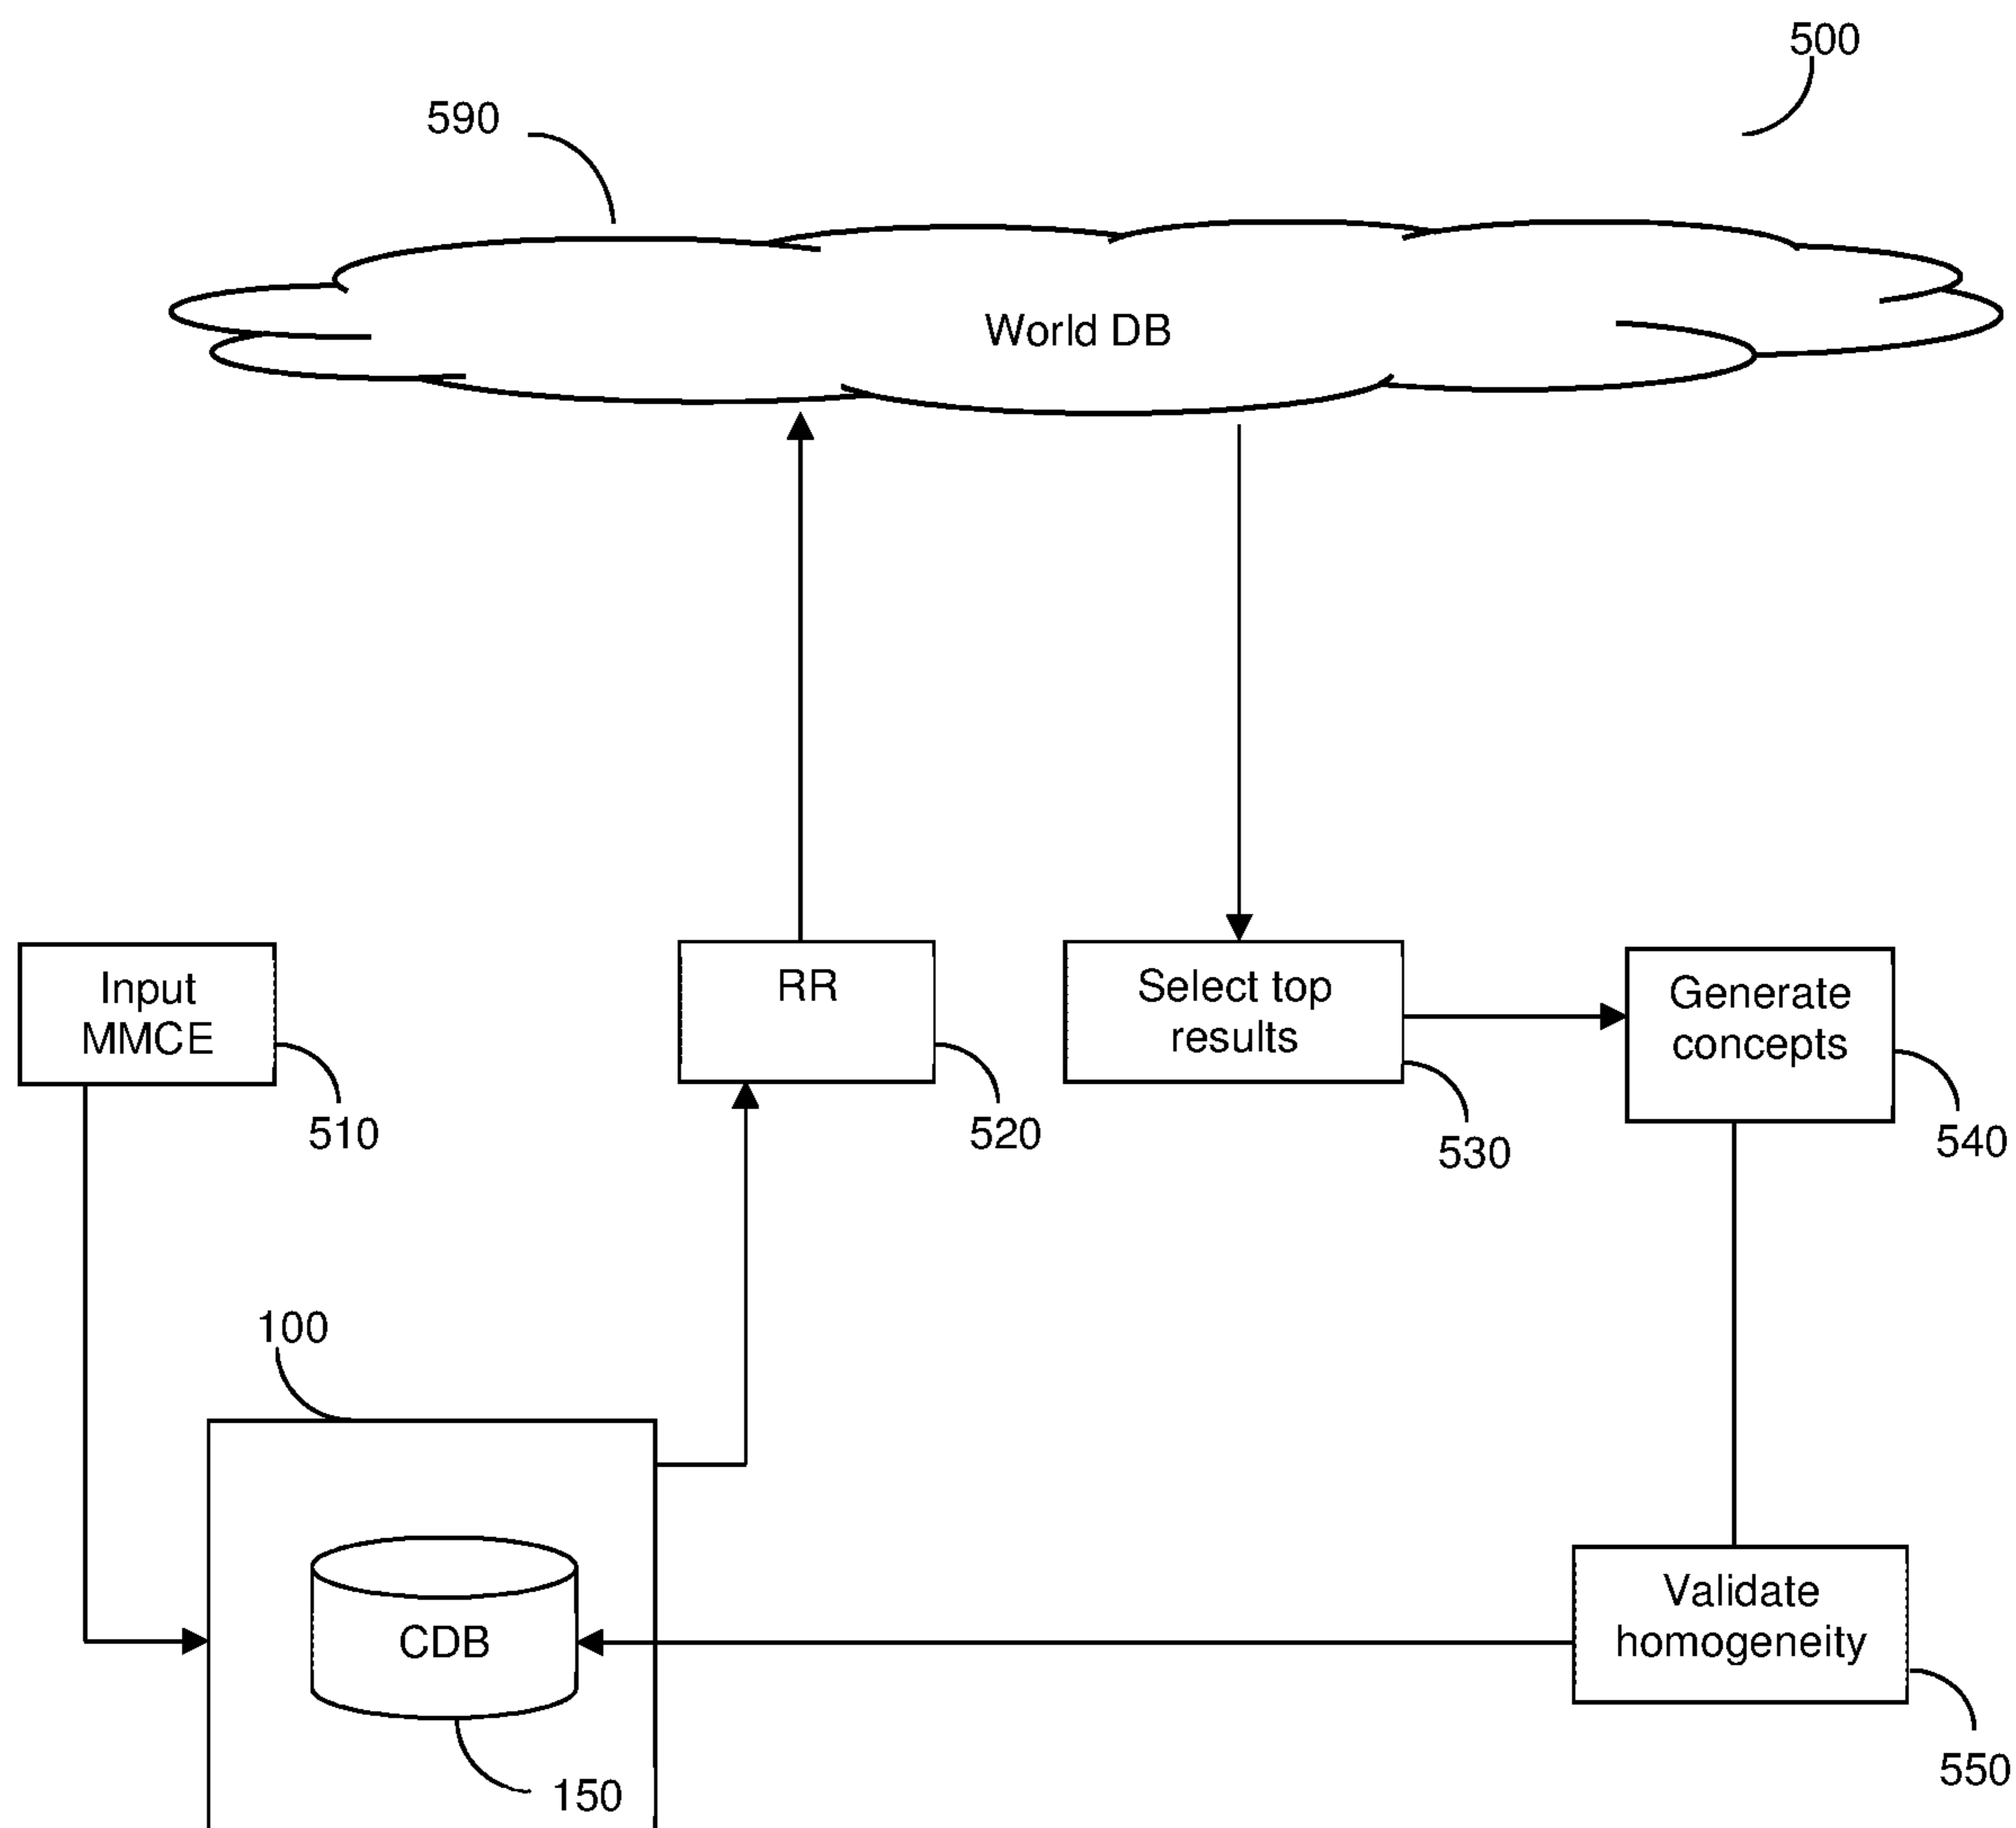 500
590
World DB
Input
MMCE
510
RR
520
Select top
results
530
Generate
concepts
540
100
CDB
150
Validate
homogeneity
550